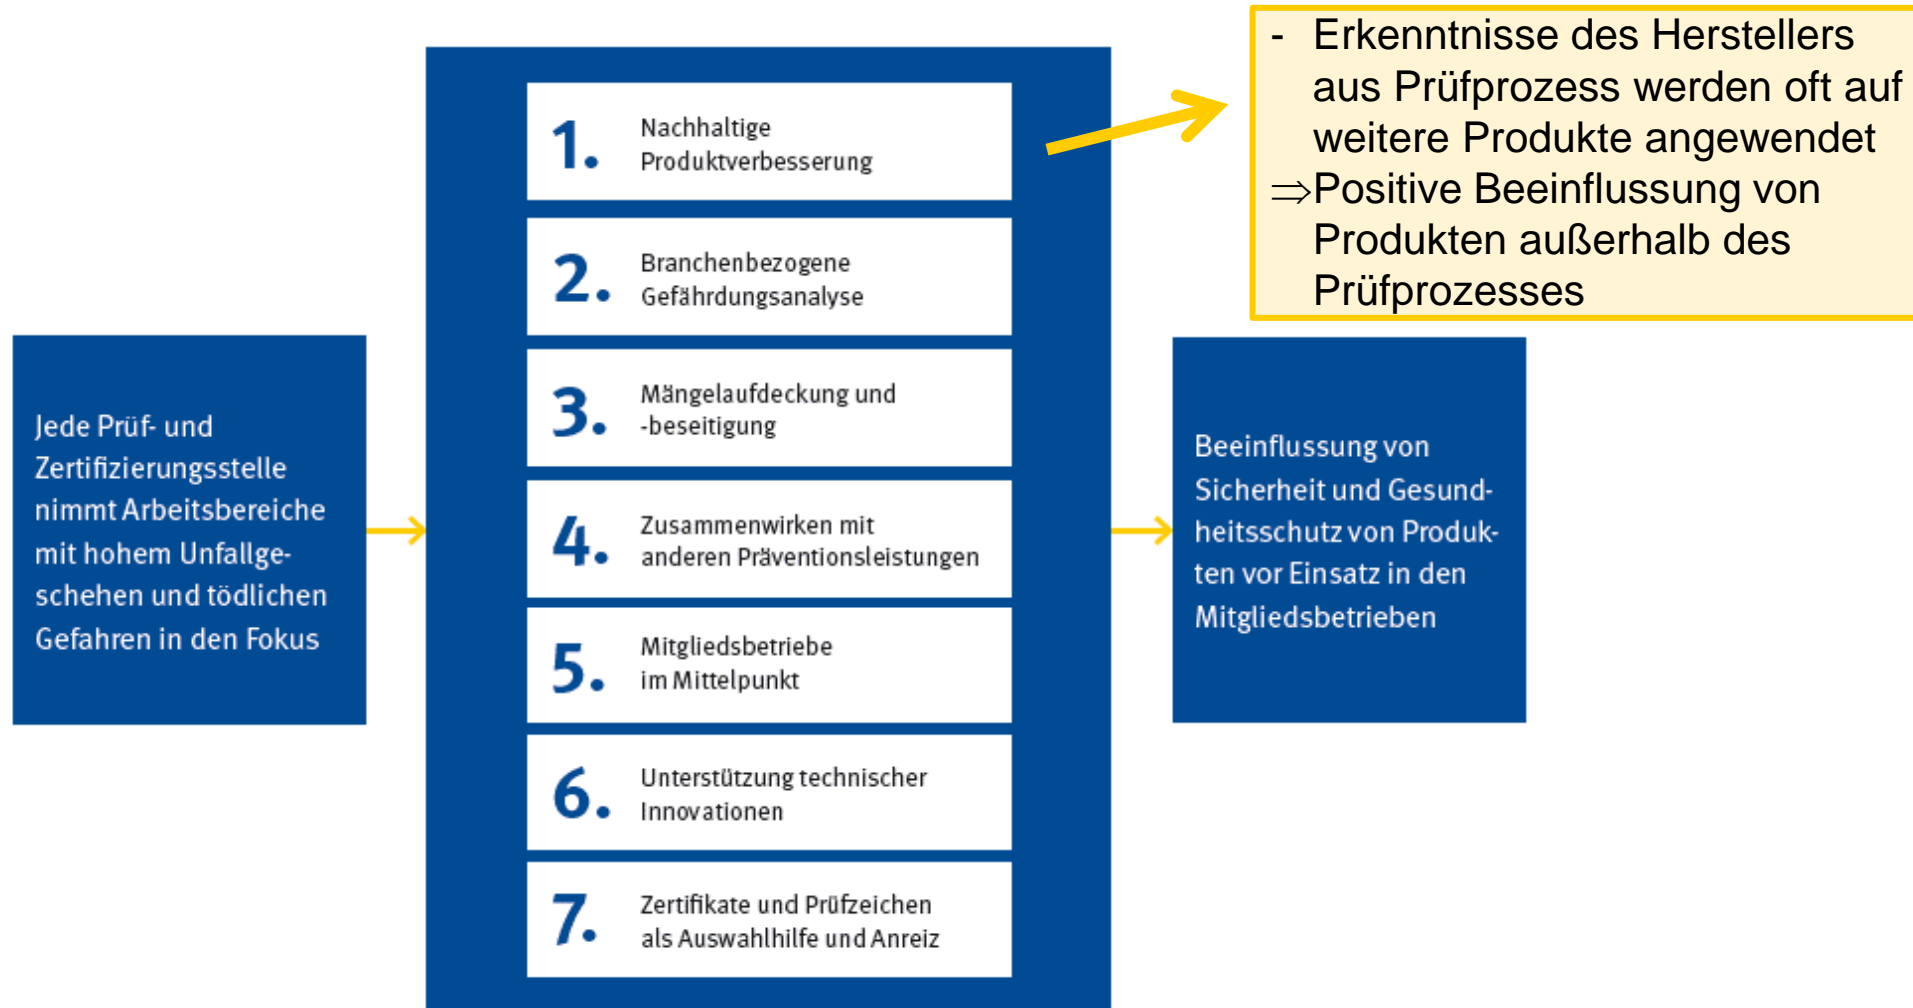 Jede Prüf- und
Zertifizierungsstelle
nimmt Arbeitsbereiche
mit hohem Unfallge-
schehen und tödlichen
Gefahren in den Fokus
1. Nachhaltige
Produktverbesserung
2. Branchenbezogene
Gefährdungsanalyse
3. Mängelaufdeckung und
-beseitigung
4. Zusammenwirken mit
anderen Präventionsleistungen
5. Mitgliedsbetriebe
im Mittelpunkt
6. Unterstützung technischer
Innovationen
7. Zertifikate und Prüfzeichen
als Auswahlhilfe und Anreiz
- Erkenntnisse des Herstellers
aus Prüfprozess werden oft auf
weitere Produkte angewendet
⇒Positive Beeinflussung von
Produkten außerhalb des
Prüfprozesses
Beeinflussung von
Sicherheit und Gesund-
heitsschutz von Produk-
ten vor Einsatz in den
Mitgliedsbetrieben